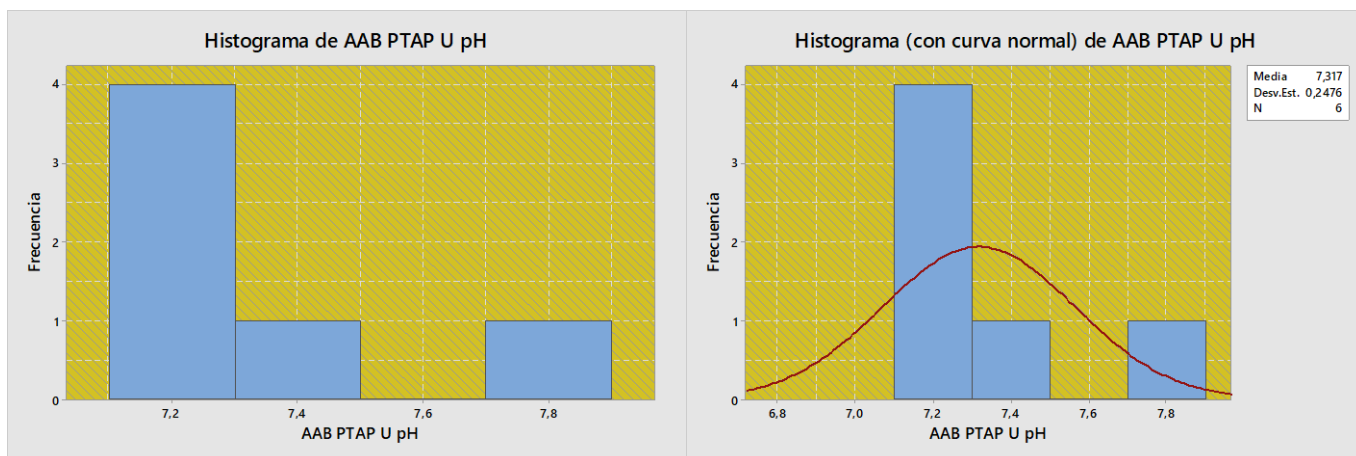 Histograma de AAB PTAP U pH
4
3
2
1
0
Frecuencia
7,2 7,4 7,6 7,8
AAB PTAP U pH
Histograma (con curva normal) de AAB PTAP U pH
Media 7,317
Desv.Est. 0,2476
N 6
4
3
2
1
0
Frecuencia
6,8 7,0 7,2 7,4 7,6 7,8
AAB PTAP U pH